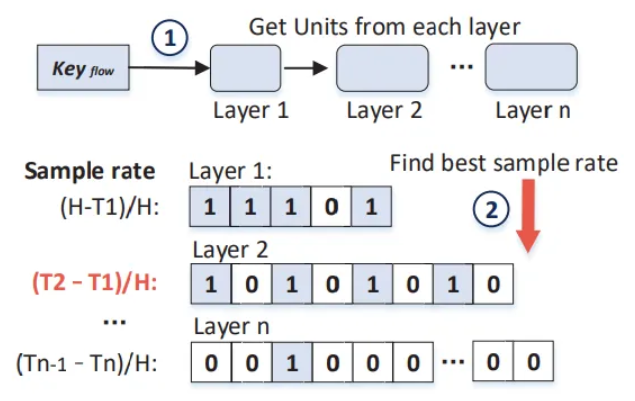 ① Get Units from each layer
Key flow
Layer 1 Layer 2 ... Layer n
Sample rate Layer 1: Find best sample rate
(H-T1)/H: 1 1 1 0 1 ②
Layer 2
(T2 - T1)/H: 1 0 1 0 1 0 1 0
... Layer n
(Tn-1 - Tn)/H: 0 0 1 0 0 0 ... 0 0